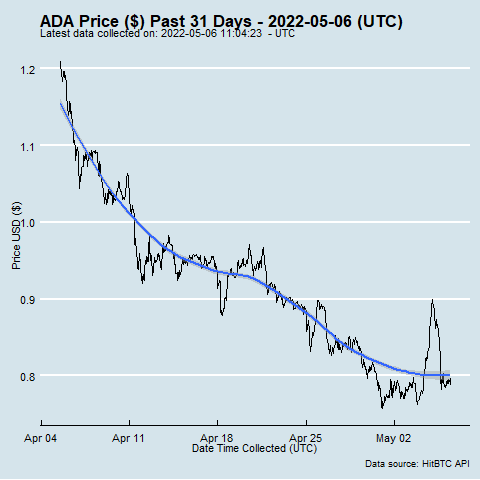 ADA Price ($) Past 31 Days - 2022-05-06 (UTC)
Latest data collected on: 2022-05-06 11:04:23 - UTC
1.2
1.1
1.0
0.9
0.8
Price USD ($)
Apr 04 Apr 11 Apr 18 Apr 25 May 02
Date Time Collected (UTC)
Data source: HitBTC API